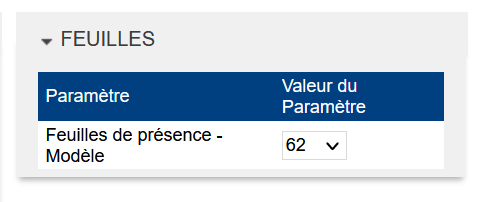 FEUILLES
Paramètre
Valeur du
Paramètre
Feuilles de présence -
Modèle
62